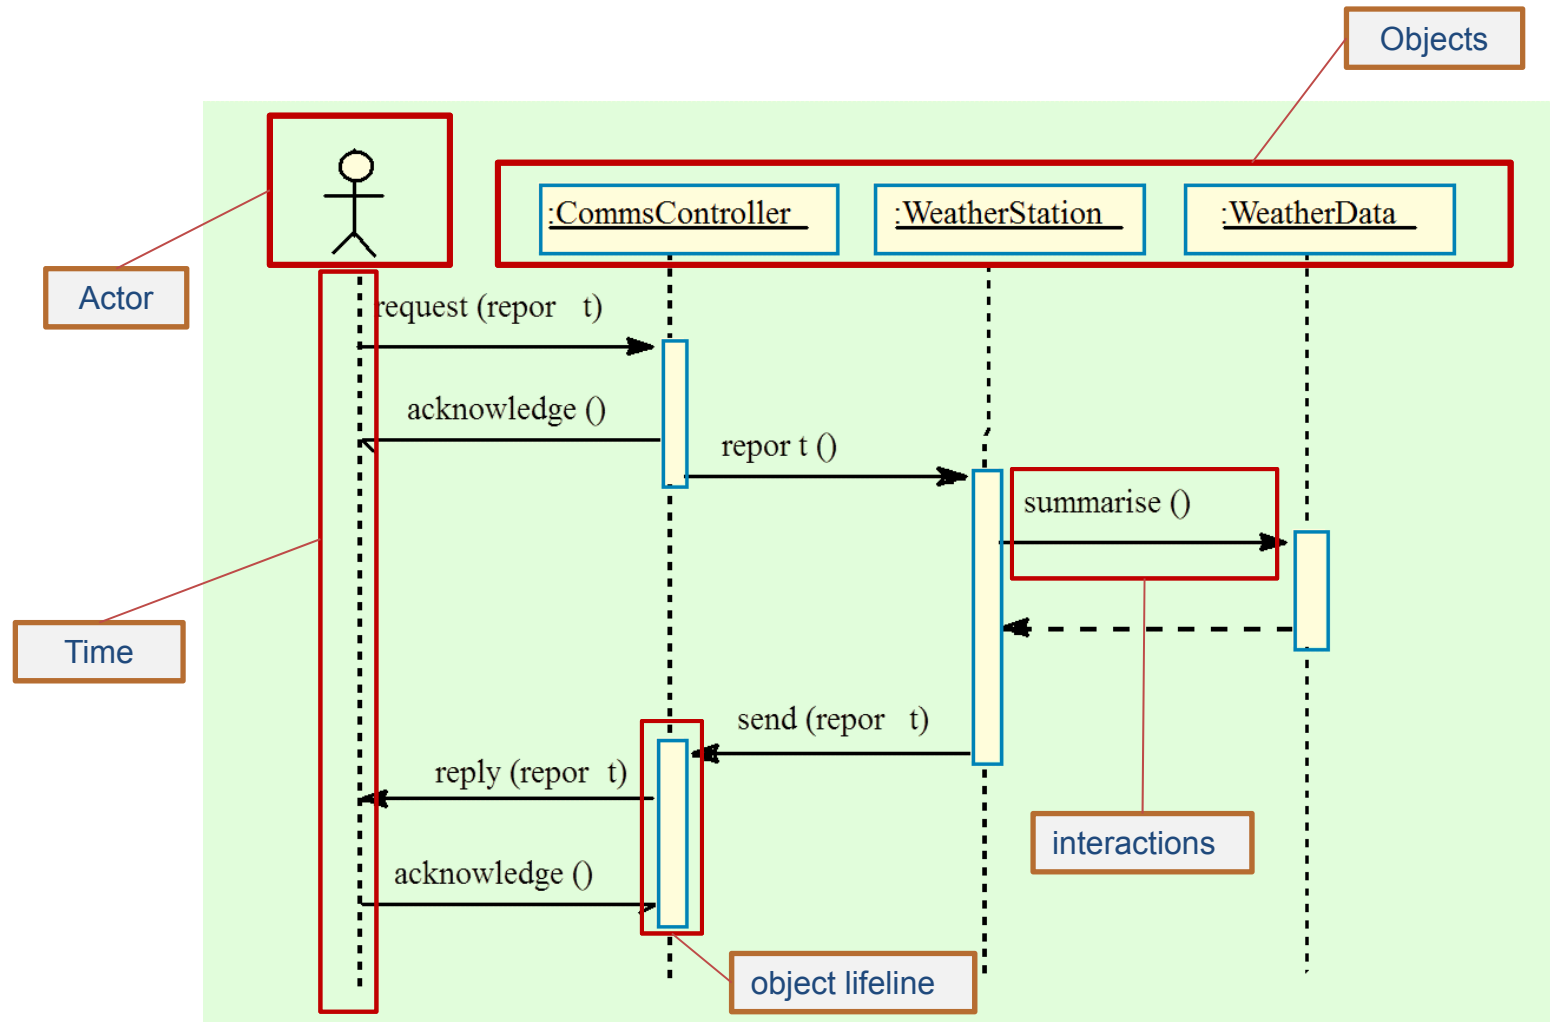 Objects
:CommsController
:WeatherStation
:WeatherData
Actor
request (repor t)
acknowledge ()
repor t ()
summarise ()
Time
send (repor t)
reply (repor t)
interactions
acknowledge ()
object lifeline